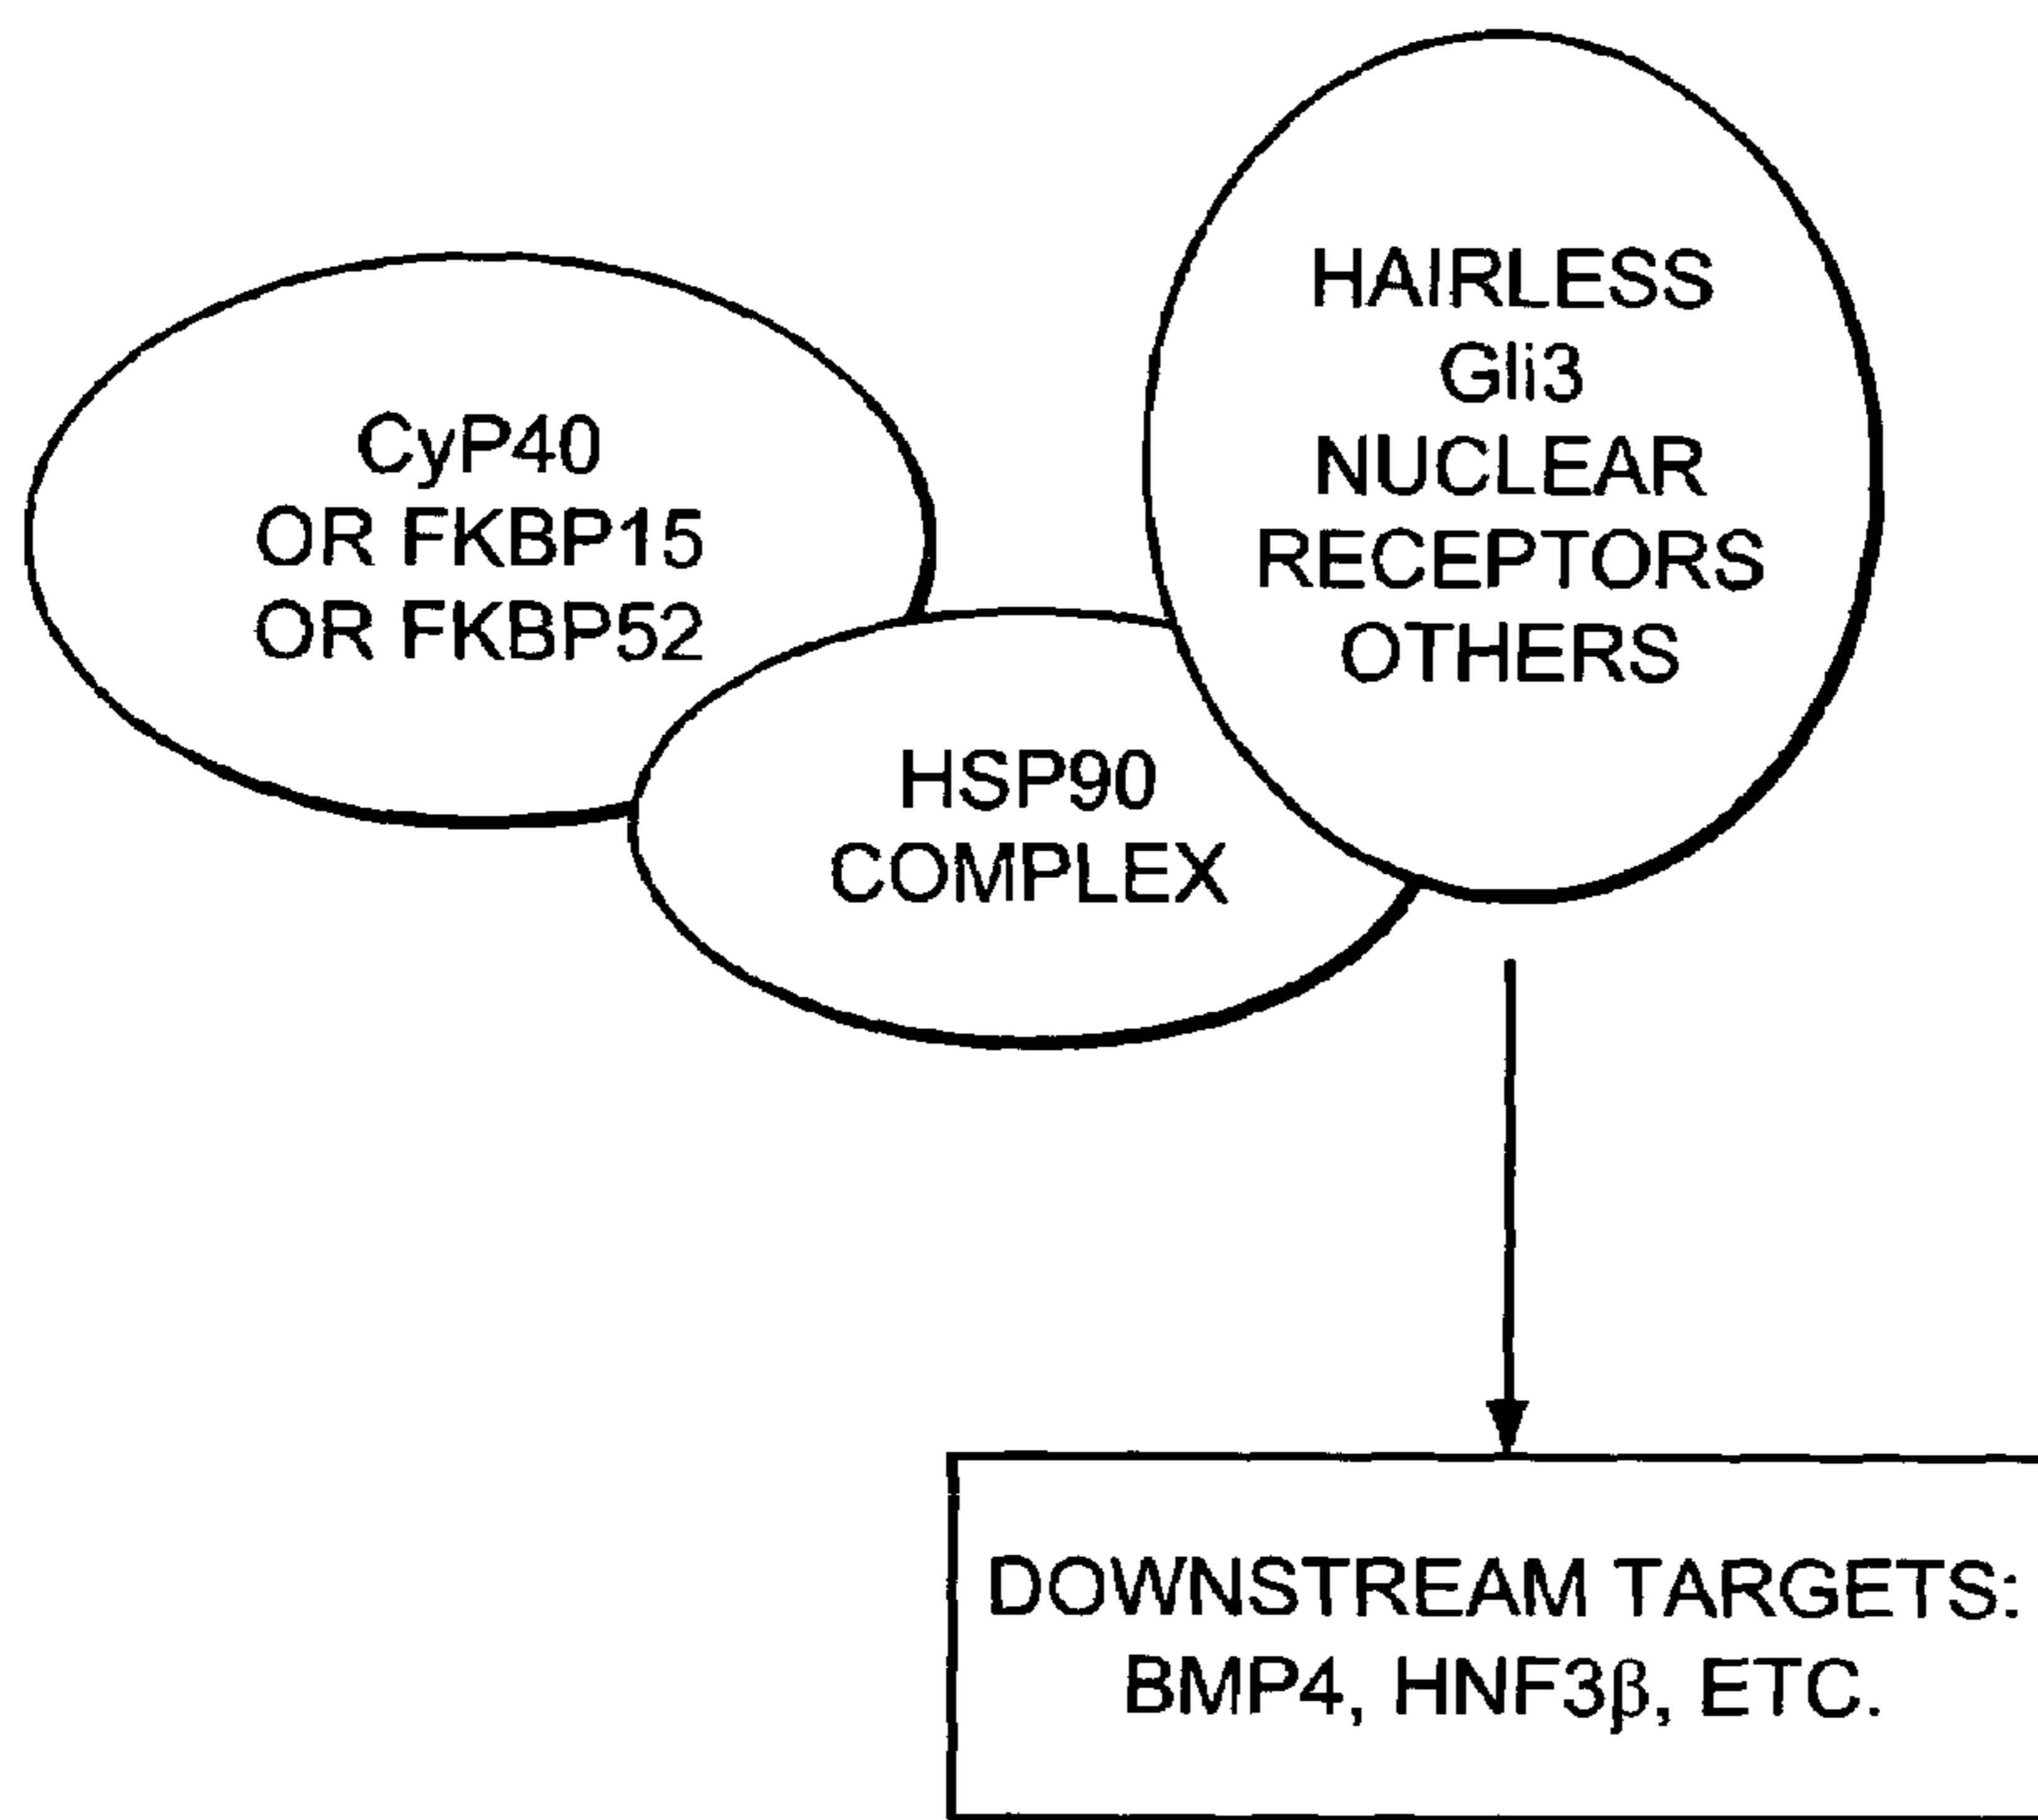 CyP40
OR FKBP15
OR FKBP52
HSP90
COMPLEX
HAIRLESS
Gli3
NUCLEAR
RECEPTORS
OTHERS
DOWNSTREAM TARGETS:
BMP4, HNF3β, ETC.